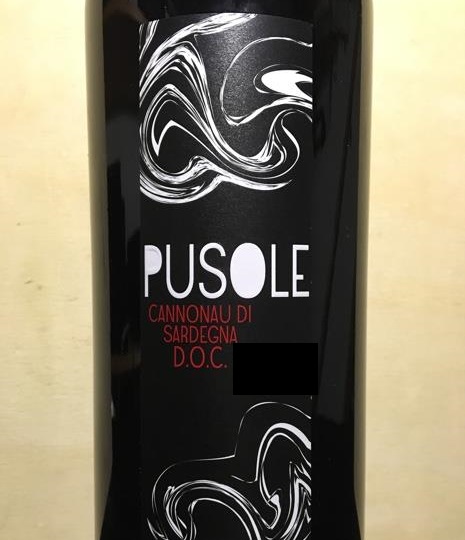 PUSOLE
CANNONAU DI
SARDEGNA
D.O.C.